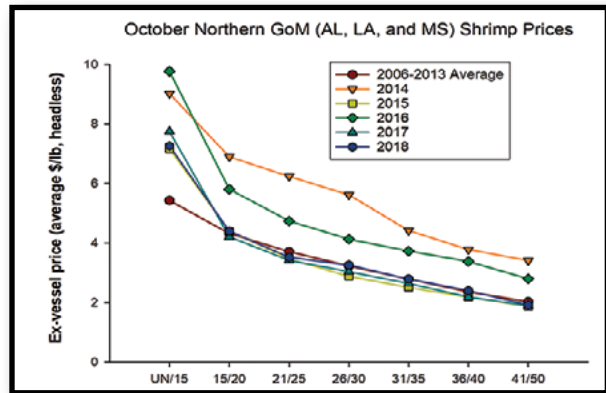 October Northern GoM (AL, LA, and MS) Shrimp Prices
Ex-vessel price (average $/lb, headless)
10
8
6
4
2
0
2006-2013 Average
2014
2015
2016
2017
2018
UN/15 15/20 21/25 26/30 31/35 36/40 41/50